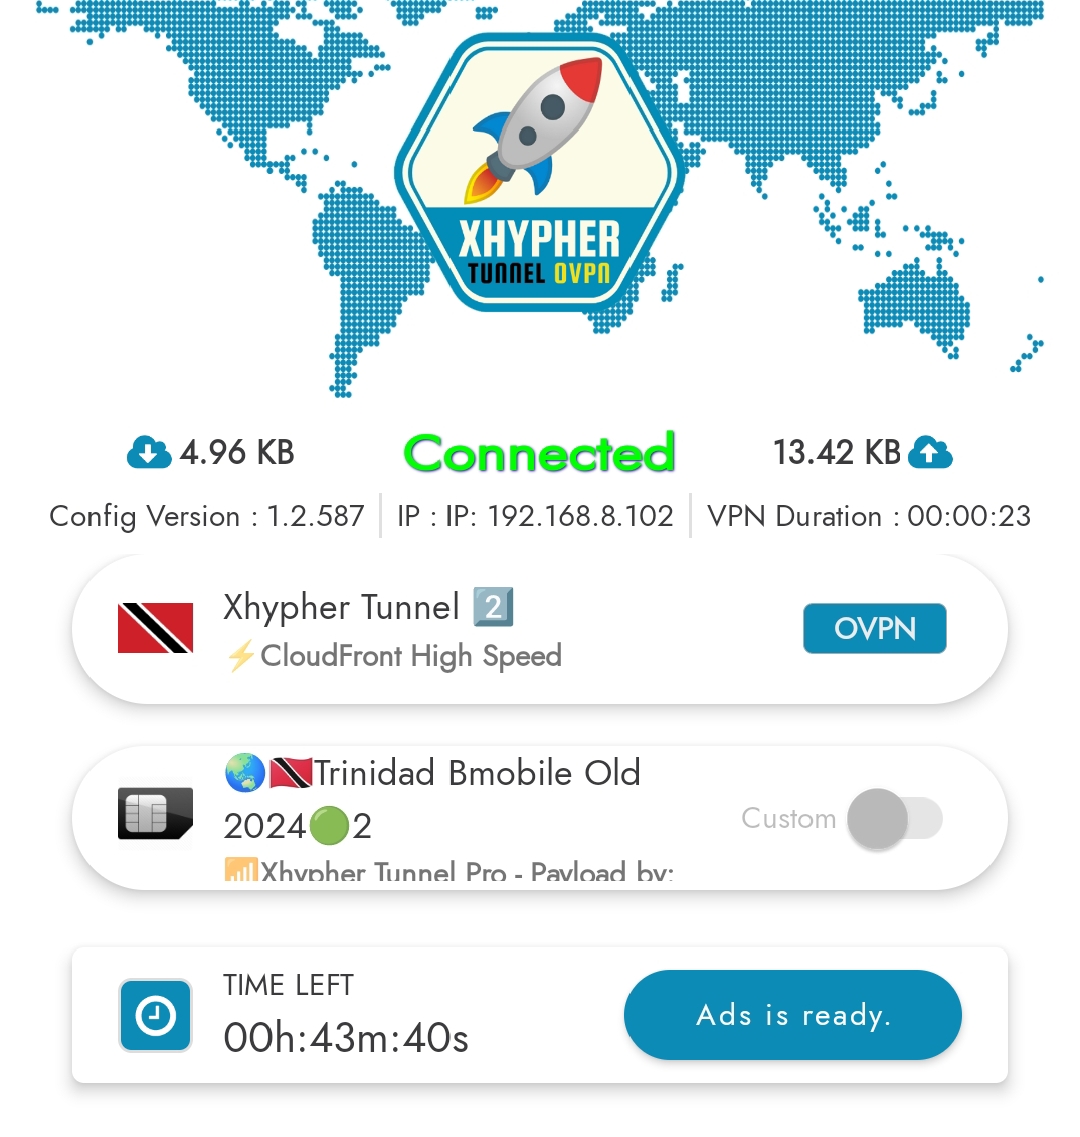 XHYPHER
TUNNEL OVPN
4.96 KB
Connected
13.42 KB
Config Version : 1.2.587
IP : IP: 192.168.8.102
VPN Duration : 00:00:23
Xhypher Tunnel 2️⃣
⚡CloudFront High Speed
OVPN
🌏🇹🇹Trinidad Bmobile Old
2024🟢2
📶Xhypher Tunnel Pro - Payload by:
Custom
TIME LEFT
00h:43m:40s
Ads is ready.